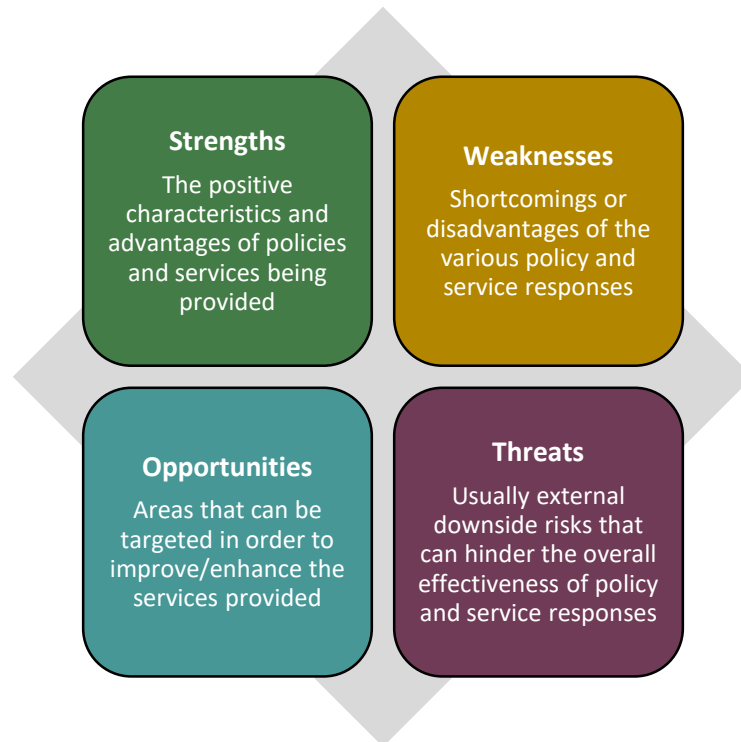 Strengths
The positive
characteristics and
advantages of policies
and services being
provided
Weaknesses
Shortcomings or
disadvantages of the
various policy and
service responses
Opportunities
Areas that can be
targeted in order to
improve/enhance the
services provided
Threats
Usually external
downside risks that
can hinder the overall
effectiveness of policy
and service responses